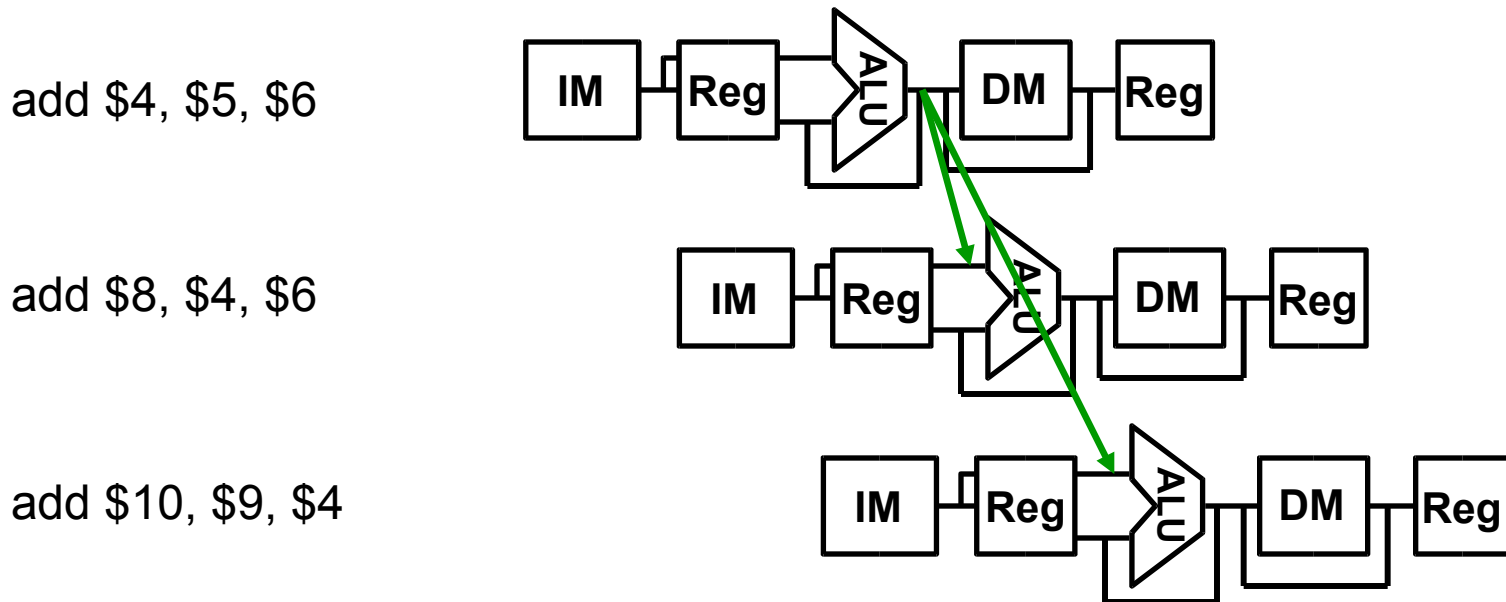 add $4, $5, $6
IM Reg ALU DM Reg
add $8, $4, $6
IM Reg ALU DM Reg
add $10, $9, $4
IM Reg ALU DM Reg